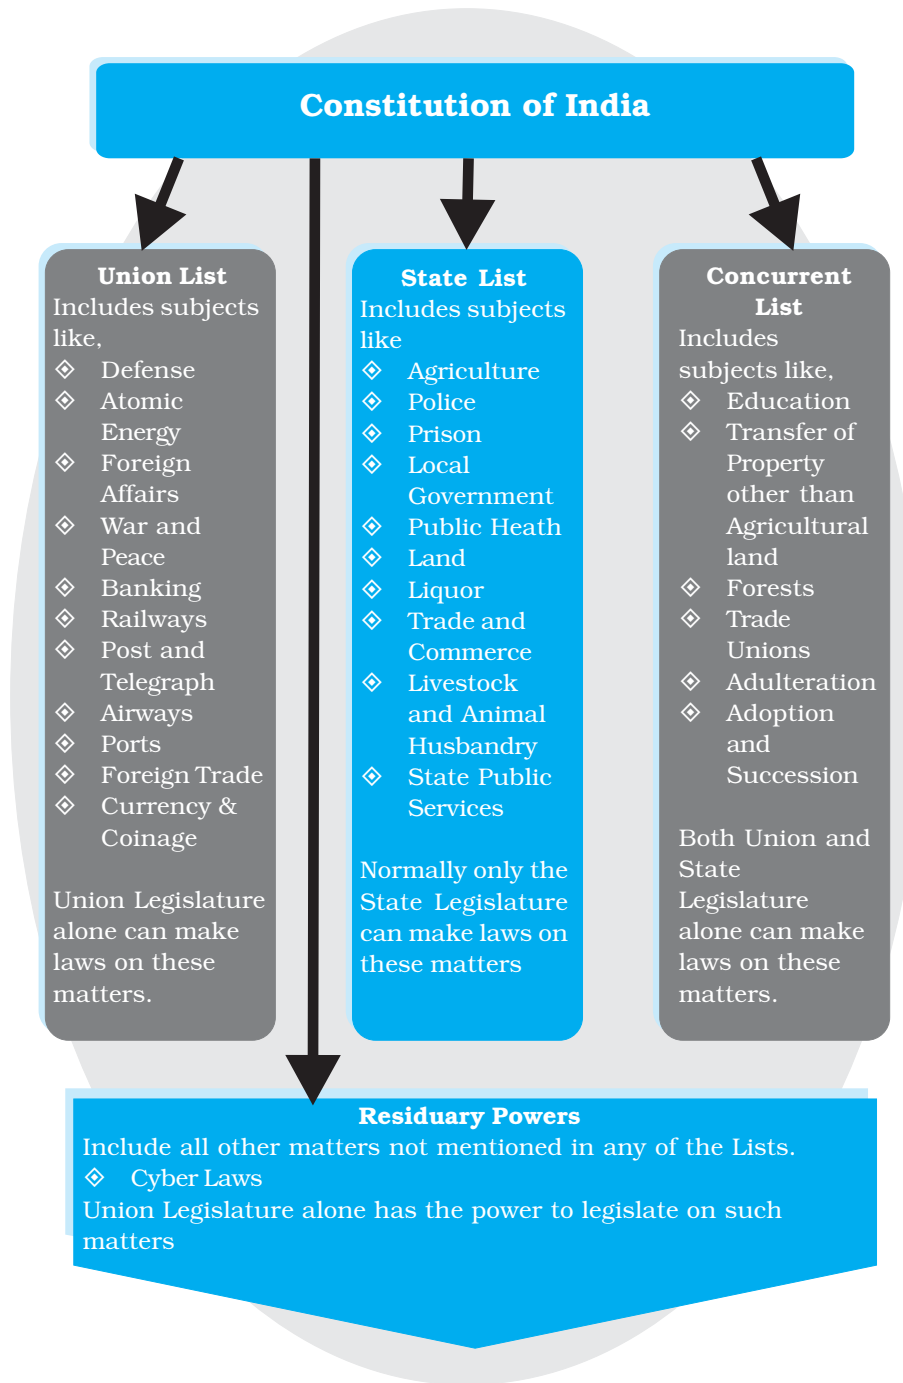 Constitution of India
Union List
Includes subjects
like,
◈ Defense
◈ Atomic
Energy
◈ Foreign
Affairs
◈ War and
Peace
◈ Banking
◈ Railways
◈ Post and
Telegraph
◈ Airways
◈ Ports
◈ Foreign Trade
◈ Currency &
Coinage
Union Legislature
alone can make
laws on these
matters.
State List
Includes subjects
like
◈ Agriculture
◈ Police
◈ Prison
◈ Local
Government
◈ Public Heath
◈ Land
◈ Liquor
◈ Trade and
Commerce
◈ Livestock
and Animal
Husbandry
◈ State Public
Services
Normally only the
State Legislature
can make laws on
these matters
Concurrent
List
Includes
subjects like,
◈ Education
◈ Transfer of
Property
other than
Agricultural
land
◈ Forests
◈ Trade
Unions
◈ Adulteration
◈ Adoption
and
Succession
Both Union and
State
Legislature
alone can make
laws on these
matters.
Residuary Powers
Include all other matters not mentioned in any of the Lists.
◈ Cyber Laws
Union Legislature alone has the power to legislate on such
matters